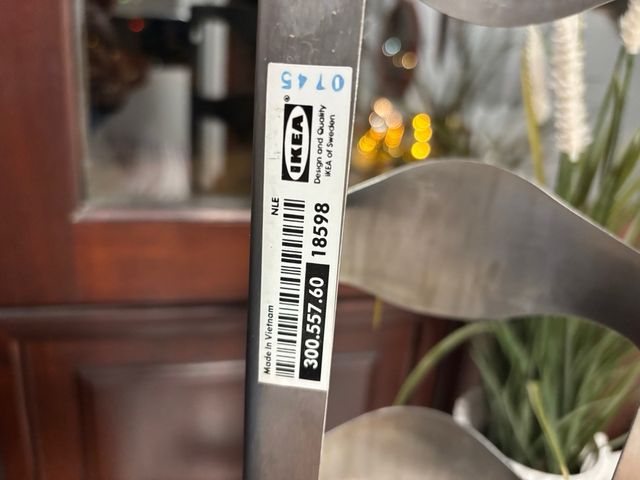 Made in Vietnam
NLE
300.557.60
18598
IKEA®
Design and Quality
IKEA of Sweden
0745